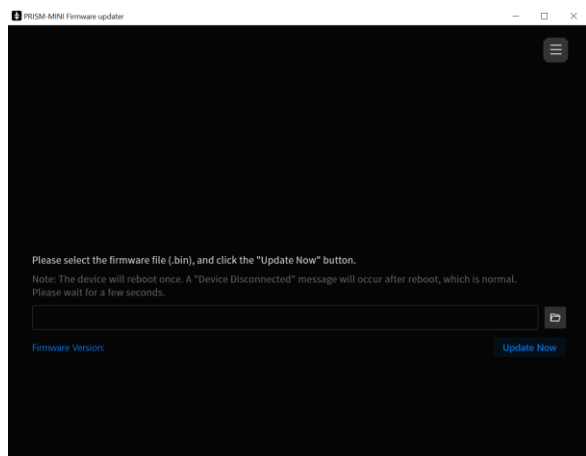 PRISM-MINI Firmware updater
Please select the firmware file (.bin), and click the "Update Now" button.
Note: The device will reboot once. A "Device Disconnected" message will occur after reboot, which is normal.
Please wait for a few seconds.
Firmware Version:
Update Now